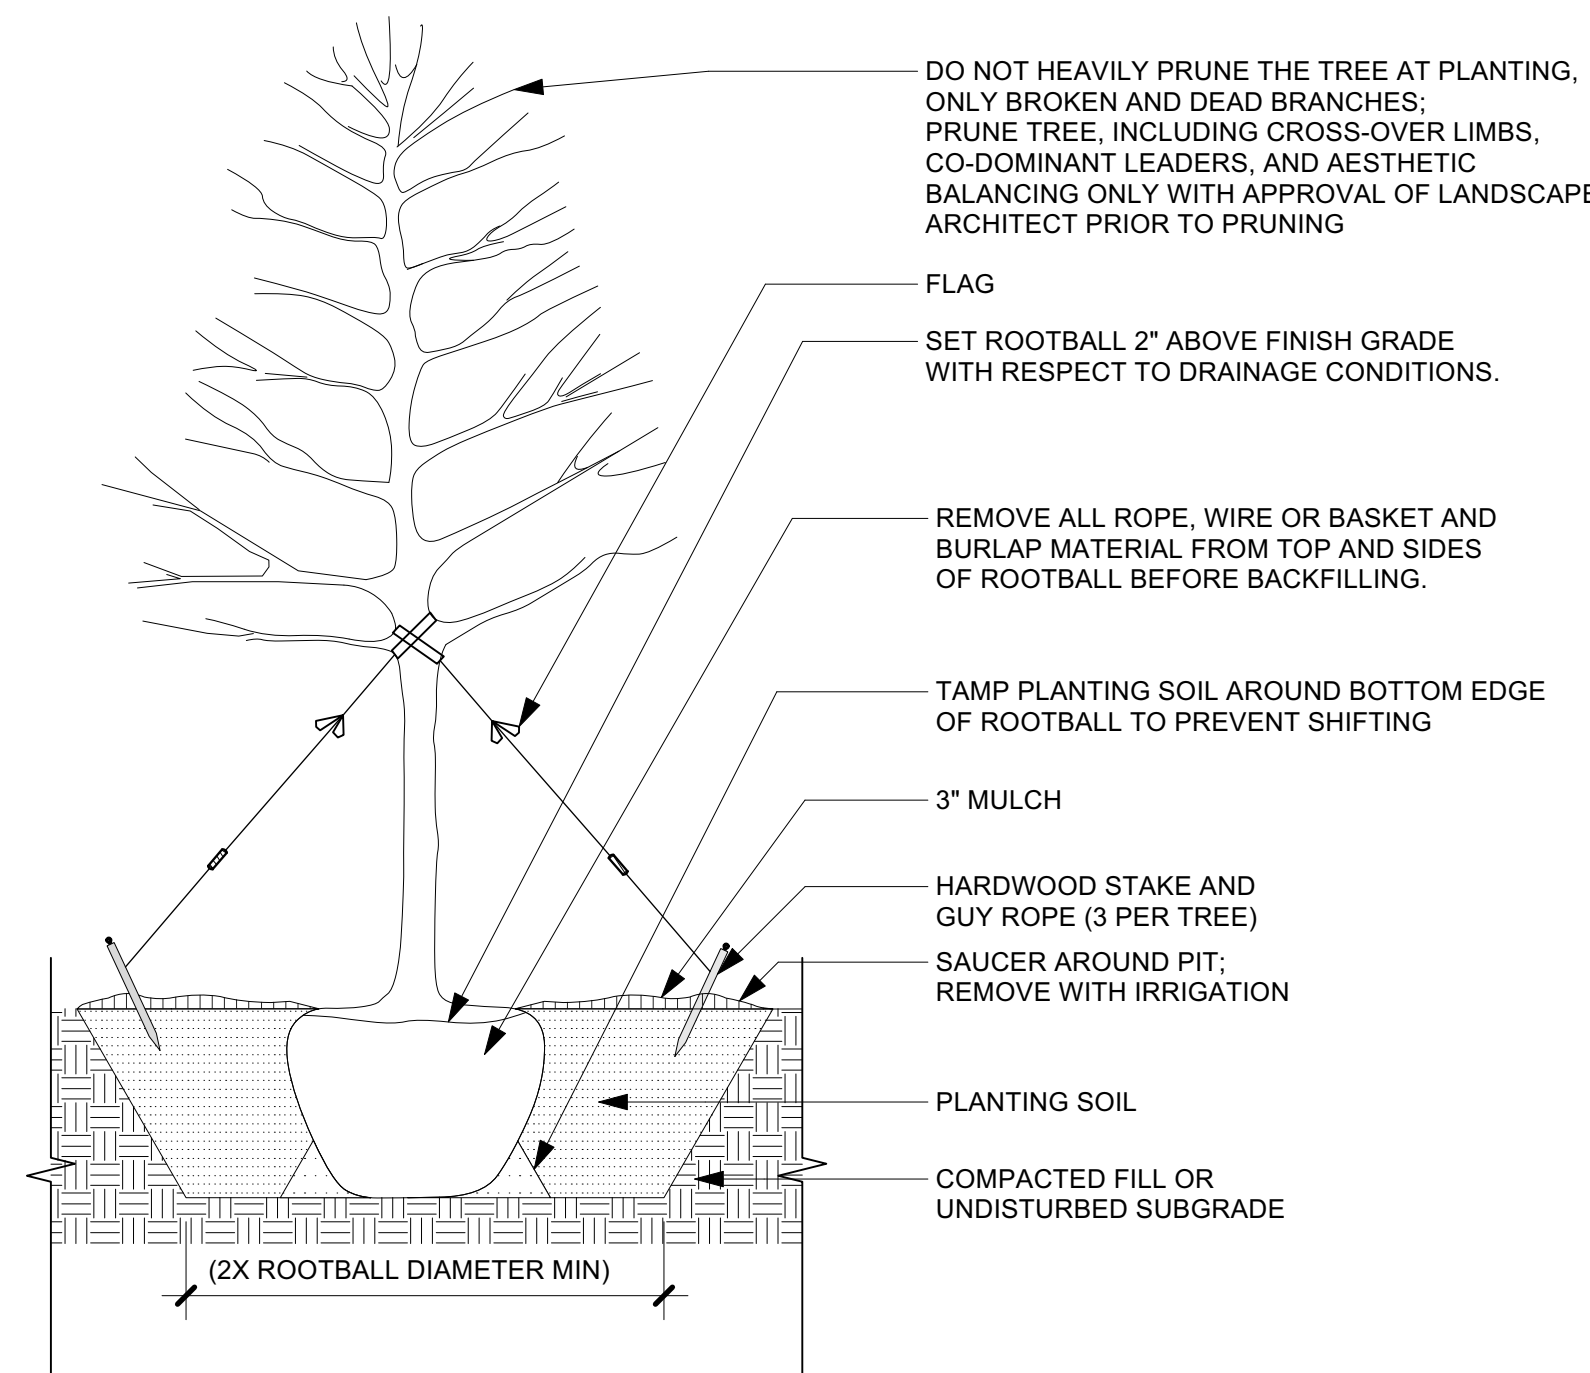 DO NOT HEAVILY PRUNE THE TREE AT PLANTING,
ONLY BROKEN AND DEAD BRANCHES;
PRUNE TREE, INCLUDING CROSS-OVER LIMBS,
CO-DOMINANT LEADERS, AND AESTHETIC
BALANCING ONLY WITH APPROVAL OF LANDSCAPE
ARCHITECT PRIOR TO PRUNING
FLAG
SET ROOTBALL 2" ABOVE FINISH GRADE
WITH RESPECT TO DRAINAGE CONDITIONS.
REMOVE ALL ROPE, WIRE OR BASKET AND
BURLAP MATERIAL FROM TOP AND SIDES
OF ROOTBALL BEFORE BACKFILLING.
TAMP PLANTING SOIL AROUND BOTTOM EDGE
OF ROOTBALL TO PREVENT SHIFTING
3" MULCH
HARDWOOD STAKE AND
GUY ROPE (3 PER TREE)
SAUCER AROUND PIT;
REMOVE WITH IRRIGATION
PLANTING SOIL
COMPACTED FILL OR
UNDISTURBED SUBGRADE
(2X ROOTBALL DIAMETER MIN)